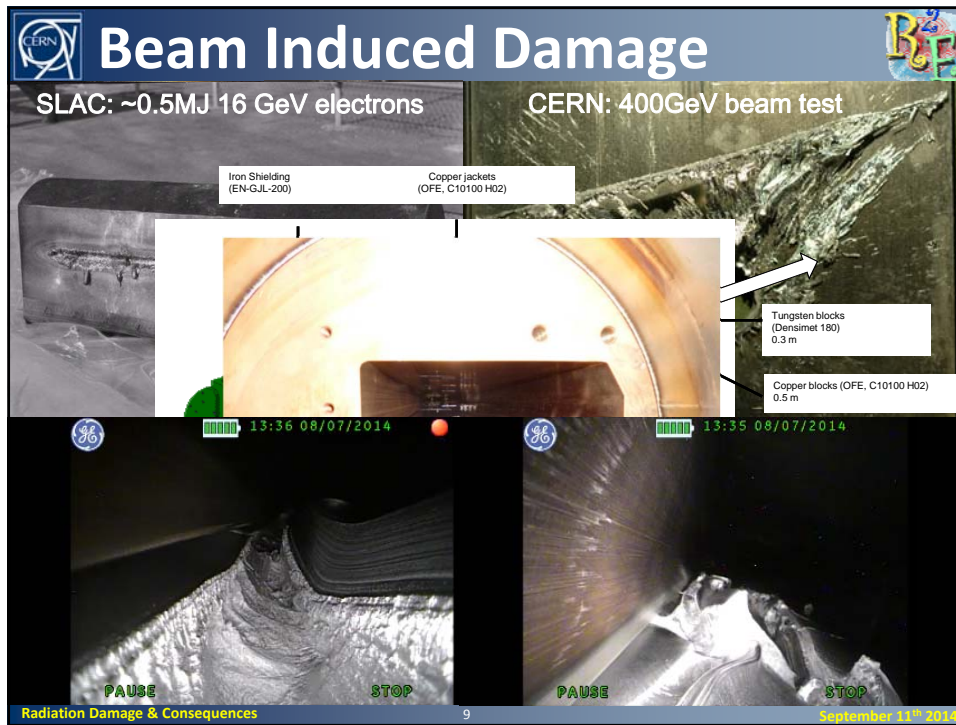 CERN
Beam Induced Damage
R2E
SLAC: ~0.5MJ 16 GeV electrons
CERN: 400GeV beam test
Iron Shielding
(EN-GJL-200)
Copper jackets
(OFE, C10100 H02)
Tungsten blocks
(Densimet 180)
0.3 m
Copper blocks (OFE, C10100 H02)
0.5 m
13:36 08/07/2014
PAUSE
STOP
13:35 08/07/2014
PAUSE
STOP
Radiation Damage & Consequences
9
September 11th 2014